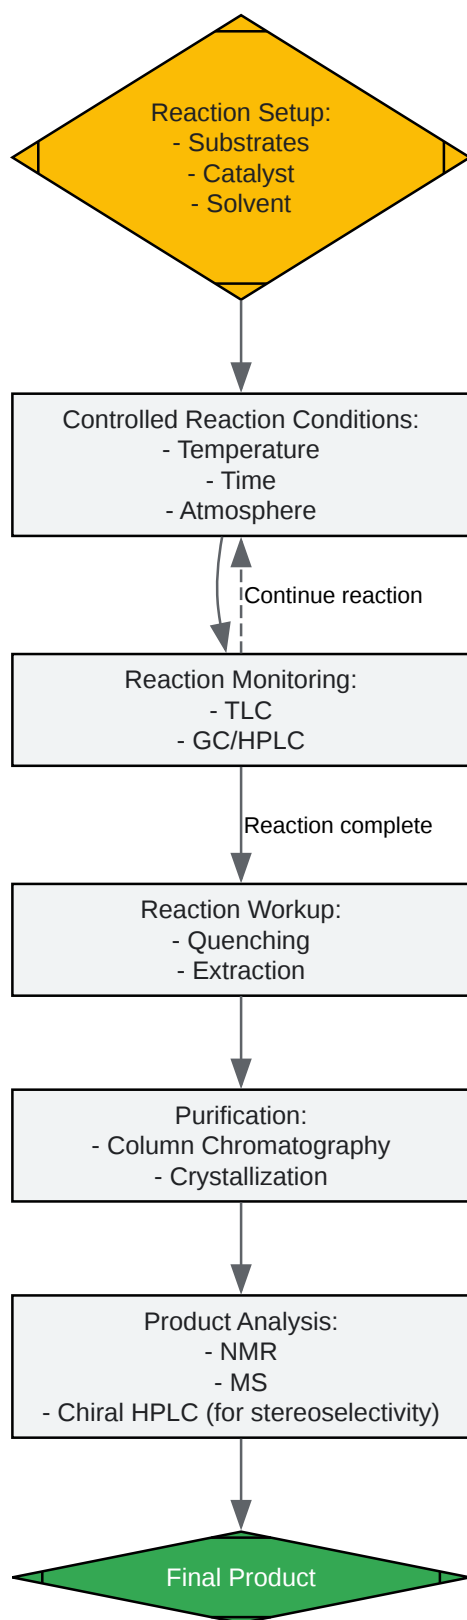 Reaction Setup:
- Substrates
- Catalyst
- Solvent
Controlled Reaction Conditions:
- Temperature
- Time
- Atmosphere
Continue reaction
Reaction Monitoring:
- TLC
- GC/HPLC
Reaction complete
Reaction Workup:
- Quenching
- Extraction
Purification:
- Column Chromatography
- Crystallization
Product Analysis:
- NMR
- MS
- Chiral HPLC (for stereoselectivity)
Final Product